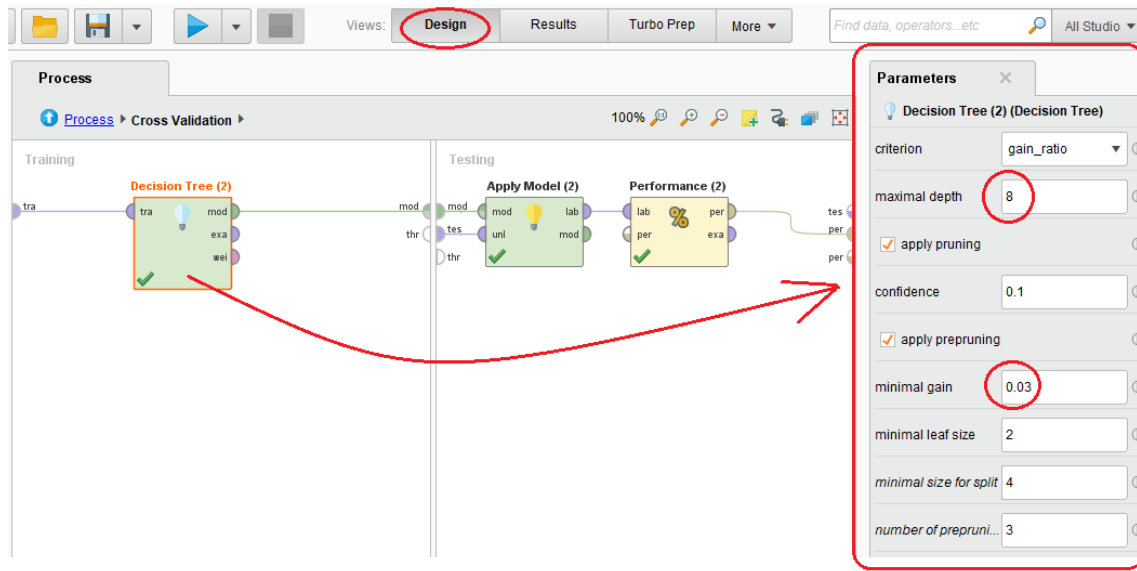 Views: Design Results Turbo Prep More Find data, operators...etc All Studio
Process
Process Cross Validation
100%
Training
Testing
Decision Tree (2)
tra
tra
mod
exa
wei
mod
thr
Apply Model (2)
mod
tes
thr
mod
unl
lab
mod
Performance (2)
lab
per
%
per
exa
tes
per
per
Parameters
Decision Tree (2) (Decision Tree)
criterion gain_ratio
maximal depth 8
apply pruning
confidence 0.1
apply prepruning
minimal gain 0.03
minimal leaf size 2
minimal size for split 4
number of prepruni... 3